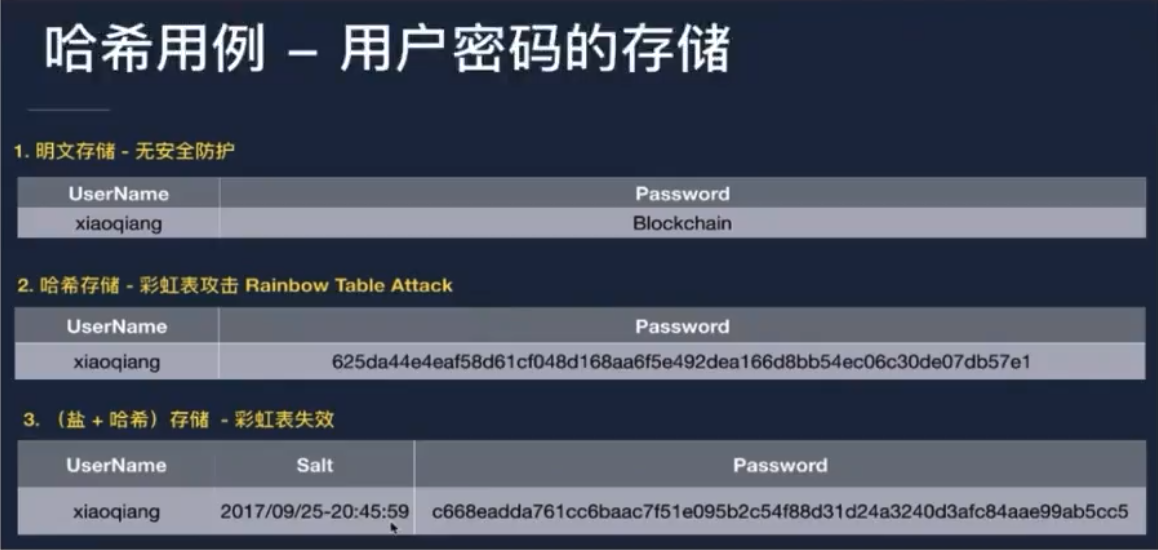 哈希用例 – 用户密码的存储
1. 明文存储 - 无安全防护
UserName Password
xiaoqiang Blockchain
2. 哈希存储 - 彩虹表攻击 Rainbow Table Attack
UserName Password
xiaoqiang 625da44e4eaf58d61cf048d168aa6f5e492dea166d8bb54ec06c30de07db57e1
3. （盐 + 哈希）存储 - 彩虹表失效
UserName Salt Password
xiaoqiang 2017/09/25-20:45:59 c668eadda761cc6baac7f51e095b2c54f88d31d24a3240d3afc84aae99ab5cc5